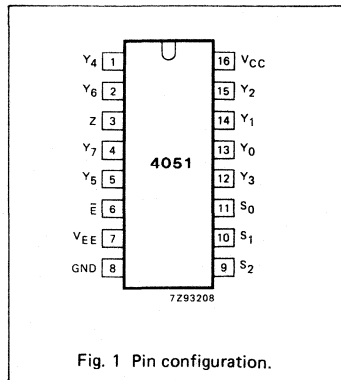 Y4 1 16 VCC
Y6 2 15 Y2
Z 3 14 Y1
Y7 4 13 Y0
4051
Y5 5 12 Y3
E̅ 6 11 S0
VEE 7 10 S1
GND 8 9 S2
7Z93208
Fig. 1 Pin configuration.